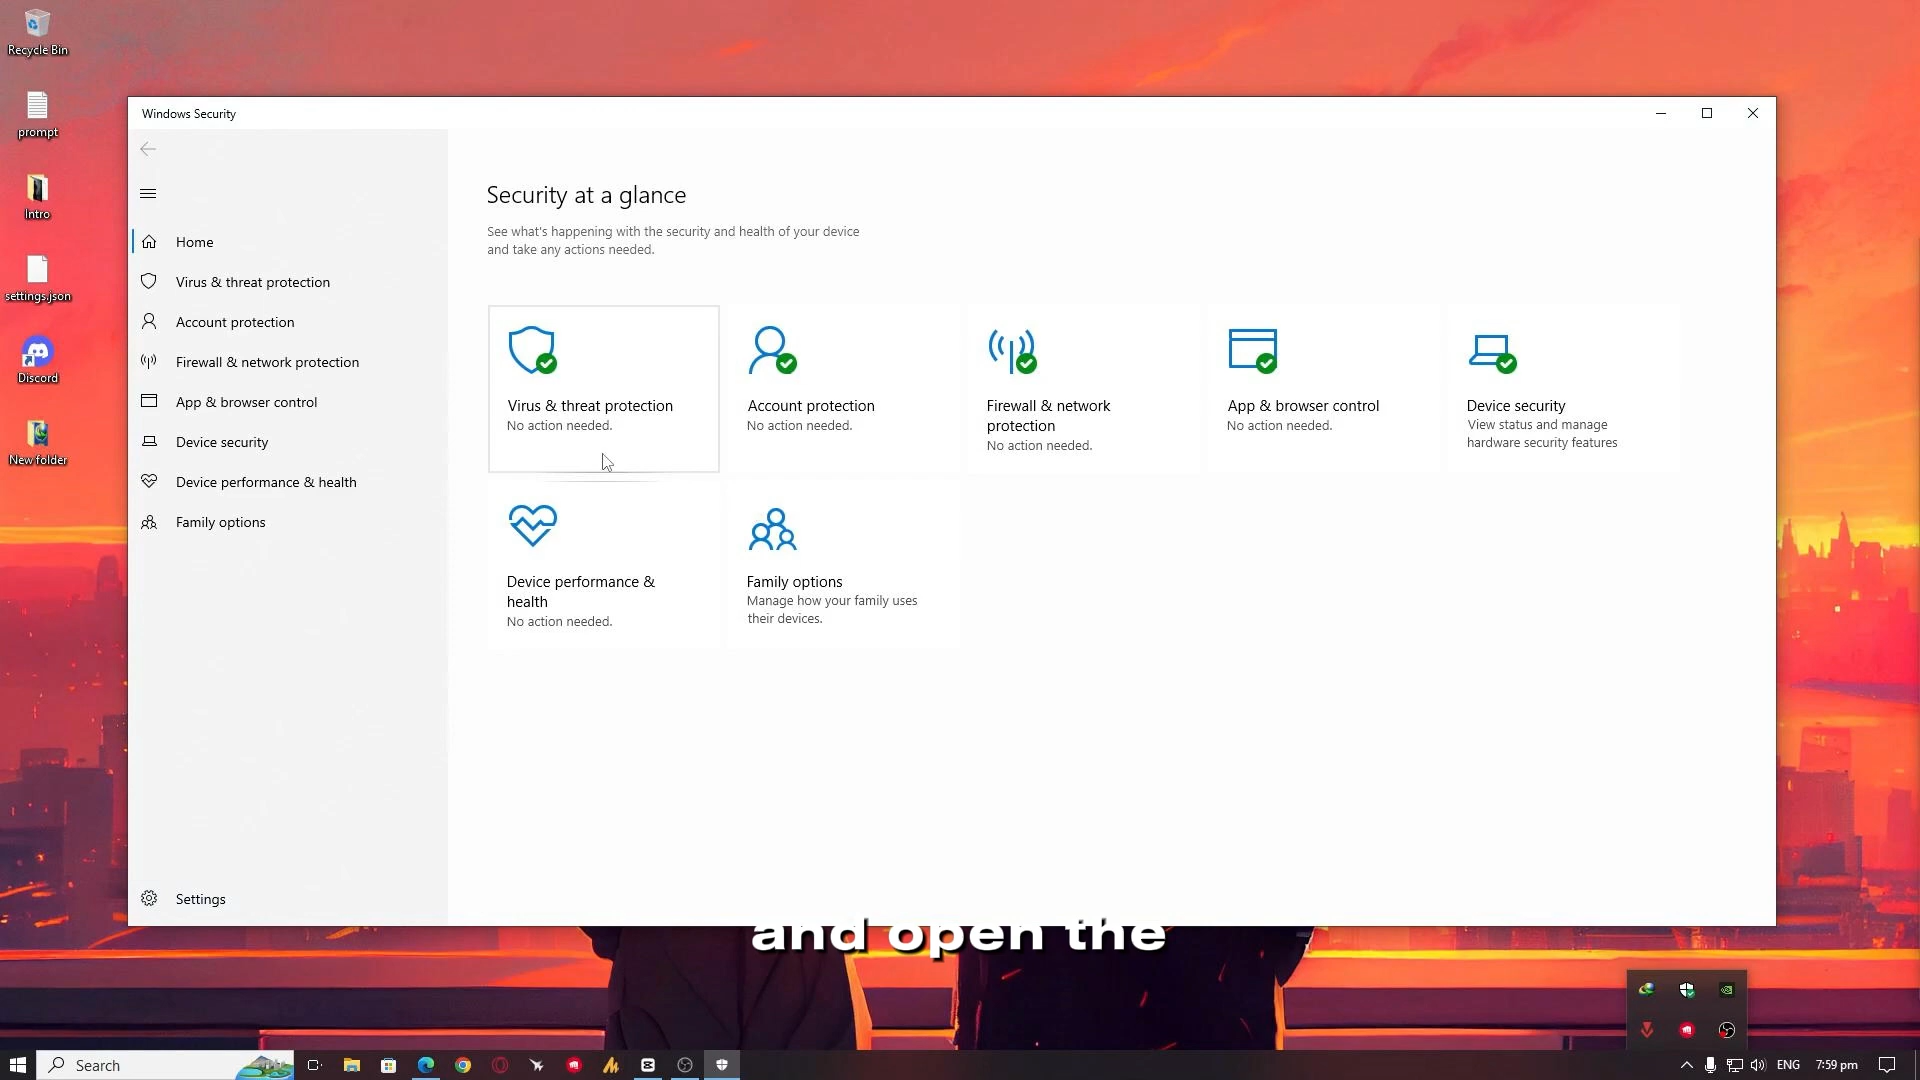 Recycle Bin
prompt
Intro
settings.json
Discord
New folder
Windows Security
Home
Virus & threat protection
Account protection
Firewall & network protection
App & browser control
Device security
Device performance & health
Family options
Settings
Security at a glance
See what's happening with the security and health of your device
and take any actions needed.
Virus & threat protection
No action needed.
Account protection
No action needed.
Firewall & network
protection
No action needed.
App & browser control
No action needed.
Device security
View status and manage
hardware security features
Device performance &
health
No action needed.
Family options
Manage how your family uses
their devices.
and open the
Search
ENG
7:59 pm